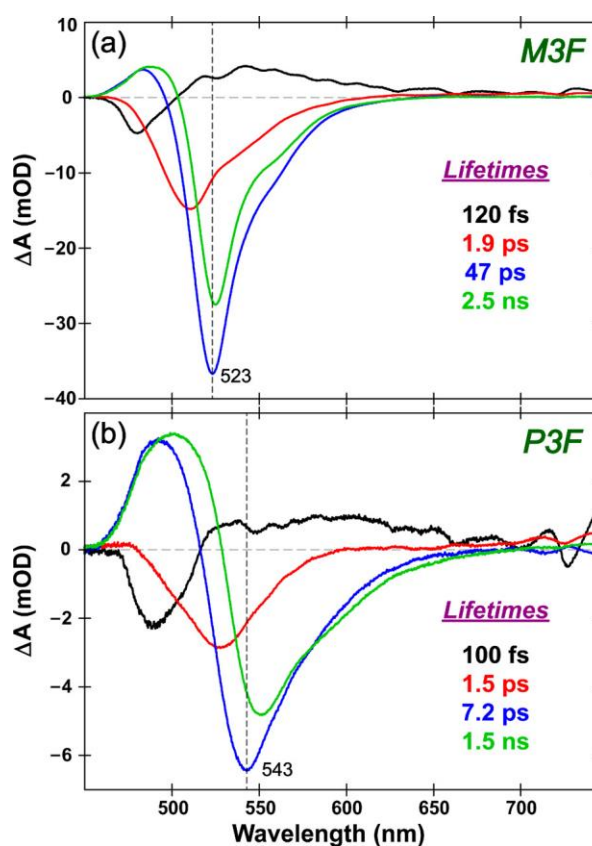 (a)
M3F
10
0
−10
−20
−30
−40
ΔA (mOD)
Lifetimes
120 fs
1.9 ps
47 ps
2.5 ns
523
(b)
P3F
2
0
−2
−4
−6
ΔA (mOD)
Lifetimes
100 fs
1.5 ps
7.2 ps
1.5 ns
543
500 550 600 650 700
Wavelength (nm)